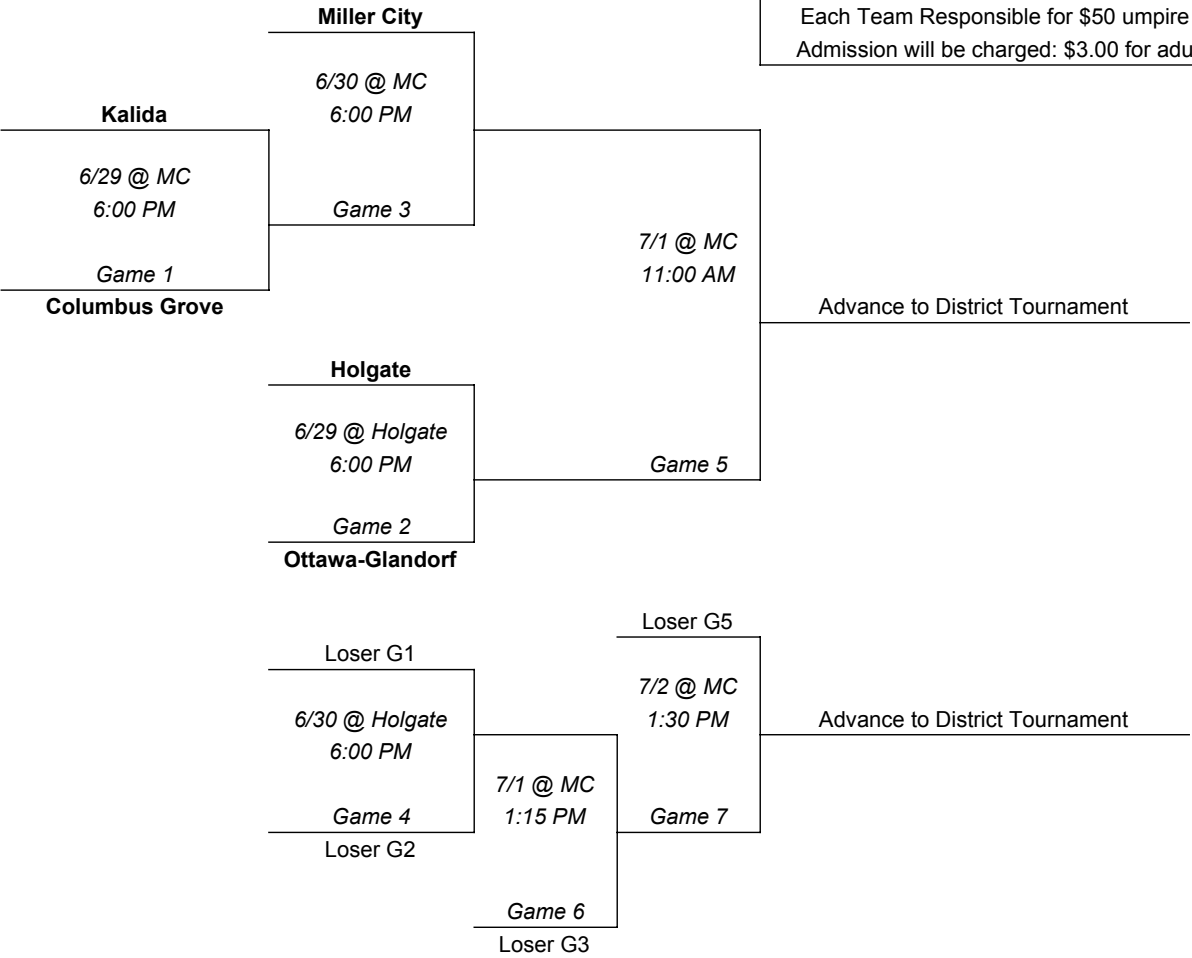 Miller City
Each Team Responsible for $50 umpire
Admission will be charged: $3.00 for
6/30 @ MC
6:00 PM
Kalida
6/29 @ MC
6:00 PM
Game 3
Game 1
Columbus Grove
7/1 @ MC
11:00 AM
Advance to District Tournament
Holgate
6/29 @ Holgate
6:00 PM
Game 5
Game 2
Ottawa-Glandorf
Loser G5
Loser G1
7/2 @ MC
1:30 PM
Advance to District Tournament
6/30 @ Holgate
6:00 PM
7/1 @ MC
1:15 PM
Game 4
Game 7
Loser G2
Game 6
Loser G3